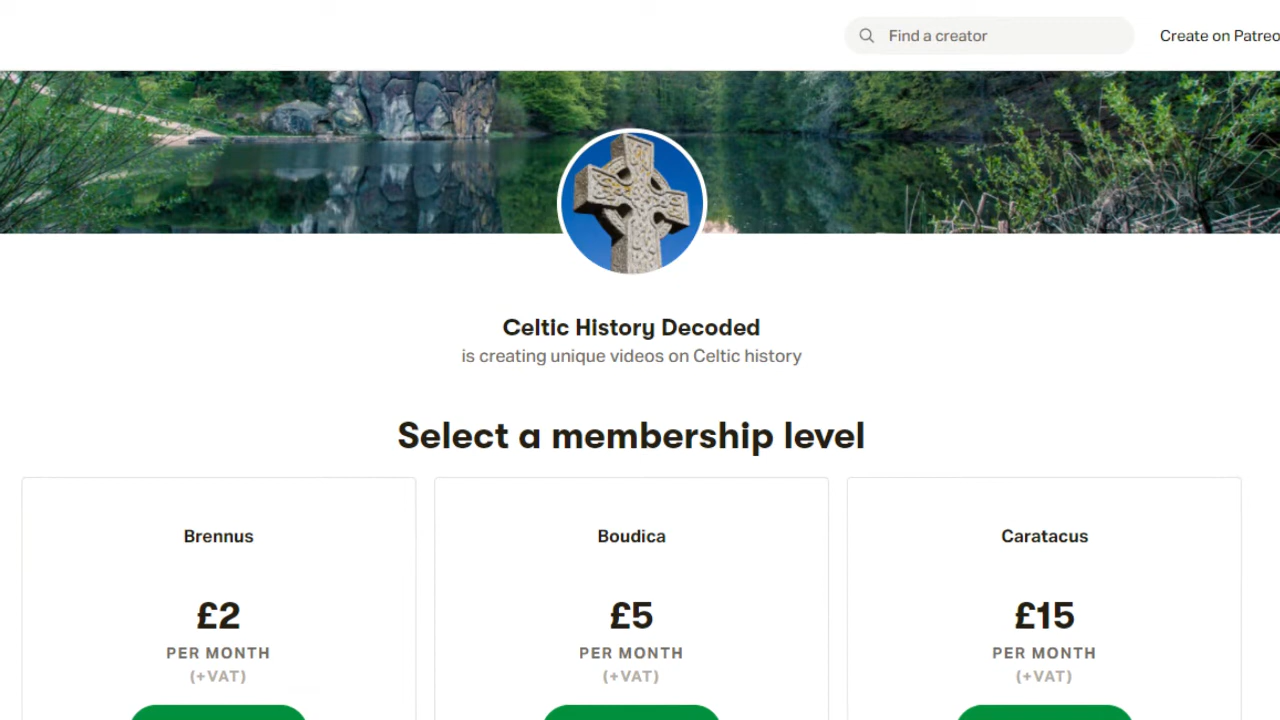 Find a creator
Create on Patreo
Celtic History Decoded
is creating unique videos on Celtic history
Select a membership level
Brennus
£2
PER MONTH
(+VAT)
Boudica
£5
PER MONTH
(+VAT)
Caratacus
£15
PER MONTH
(+VAT)